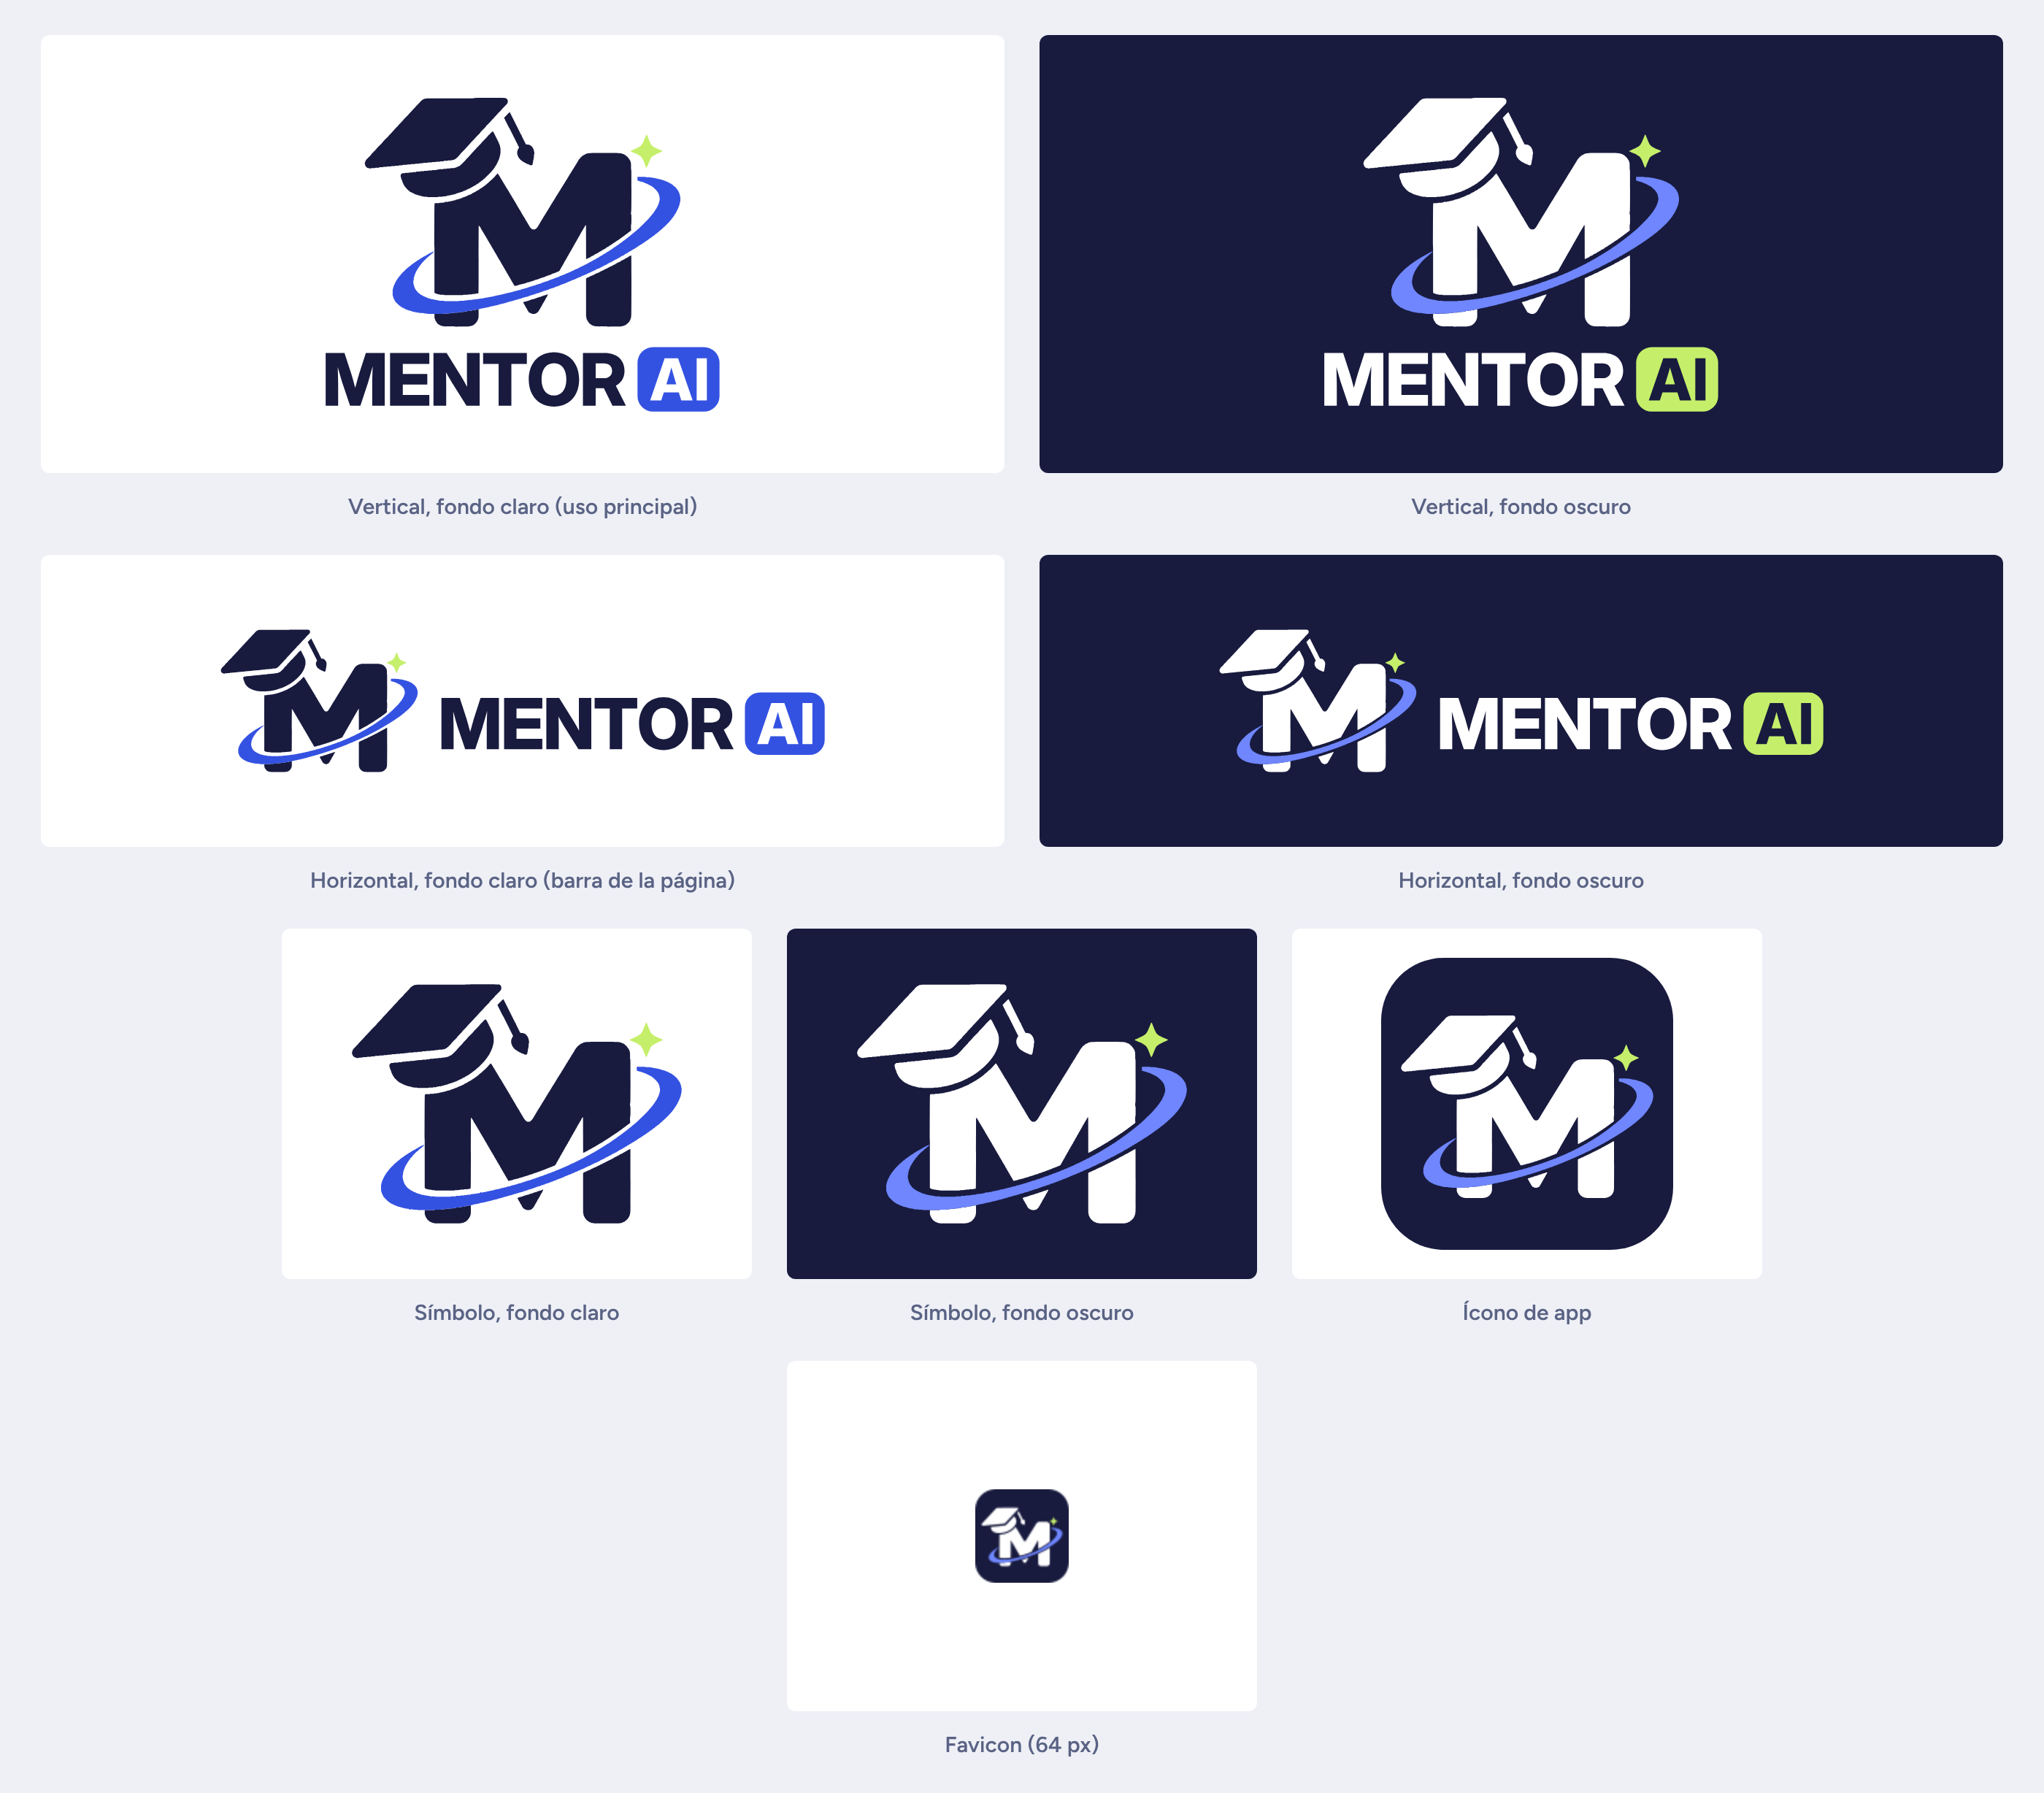 MENTOR AI
MENTOR AI
Vertical, fondo claro (uso principal)
Vertical, fondo oscuro
MENTOR AI
MENTOR AI
Horizontal, fondo claro (barra de la página)
Horizontal, fondo oscuro
M
M
M
Símbolo, fondo claro
Símbolo, fondo oscuro
Ícono de app
M
Favicon (64 px)